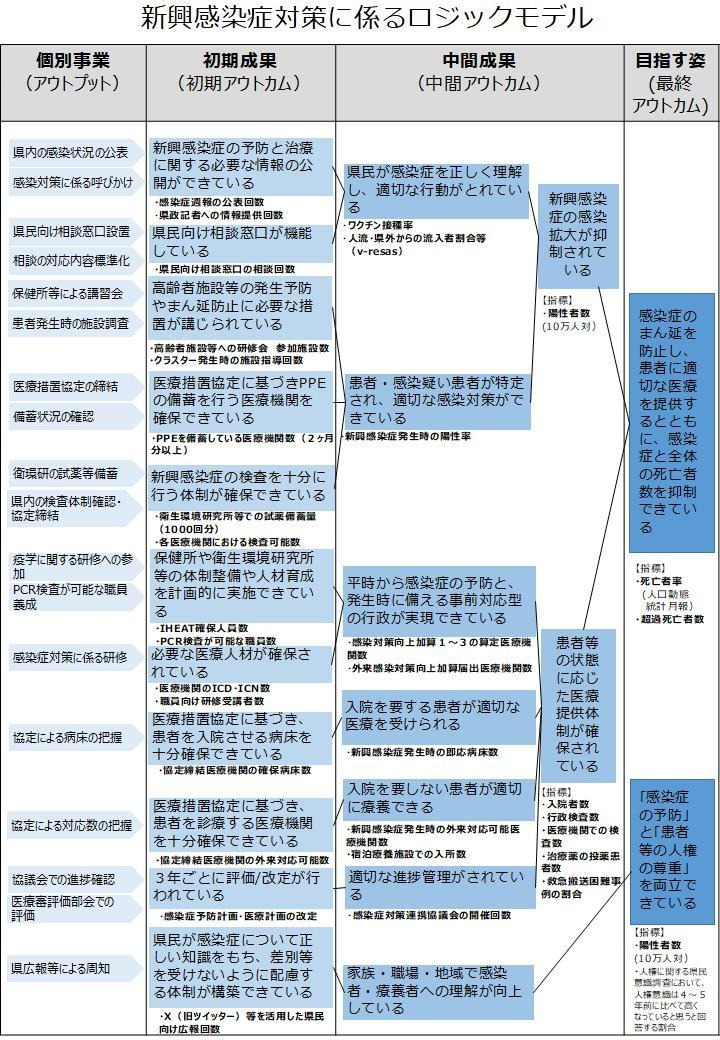 新興感染症対策に係るロジックモデル
個別事業
（アウトプット）
初期成果
（初期アウトカム）
中間成果
（中間アウトカム）
目指す姿
（最終
アウトカム）
県内の感染状況の公表
感染対策に係る呼びかけ
県民向け相談窓口設置
相談の対応内容標準化
保健所等による講習会
患者発生時の施設調査
医療措置協定の締結
備蓄状況の確認
衛環研の試薬等備蓄
県内の検査体制確認・
協定締結
疫学に関する研修への参
加
PCR検査が可能な職員
義成
感染症対策に係る研修
協定による病床の把握
協定による対応数の把握
協議会での進捗確認
医療審評価部会での
評価
県広報等による周知
新興感染症の予防と治療
に関する必要な情報の公
開ができている
・感染症週報の公表回数
・県政記者への情報提供回数
県民向け相談窓口が機能
している
・県民向け相談窓口の相談回数
高齢者施設等の発生予防
やまん延防止に必要な措
置が講じられている
・高齢者施設等への研修会　参加施設数
・クラスター発生時の施設指導回数
医療措置協定に基づきPPE
の備蓄を行う医療機関を
確保できている
・PPEを備蓄している医療機関数（２ヶ月
分以上）
新興感染症の検査を十分に
行う体制が確保できている
・衛生環境研究所等での試薬備蓄量
（1000回分）
・各医療機関における検査可能数
保健所や衛生環境研究所
等の体制整備や人材育成
を計画的に実施できてい
る
・IHEAT確保人員数
・PCR検査が可能な職員数
必要な医療人材が確保さ
れている
・医療機関のICD・ICN数
・職員向け研修受講者数
医療措置協定に基づき、
患者を入院させる病床を
十分確保できている
・協定締結医療機関の確保病床数
医療措置協定に基づき、
患者を診療する医療機関
を十分確保できている
・協定締結医療機関の外来対応可能数
３年ごとに評価/改定が行
われている
・感染症予防計画・医療計画の改定
県民が感染症について正
しい知識をもち、差別等
を受けないように配慮す
る体制が構築できている
・X（旧ツイッター）等を活用した県民
向け広報回数
県民が感染症を正しく理解
し、適切な行動がとれてい
る
・ワクチン接種率
・人流・県外からの流入者割合等
（v-resas）
患者・感染疑い患者が特定
され、適切な感染対策がで
きている
・新興感染症発生時の陽性率
平時から感染症の予防と、
発生時に備える事前対応型
の行政が実現できている
・感染対策向上加算１～３の算定医療機
関数
・外来感染対策向上加算届出医療機関数
入院を要する患者が適切な
医療を受けられる
・新興感染症発生時の即応病床数
入院を要しない患者が適切
に療養できる
・新興感染症発生時の外来対応可能医
療機関数
・宿泊療養施設での入所数
適切な進捗管理がされてい
る
・感染対策連携協議会の開催回数
家族・職場・地域で感染
者・療養者への理解が向上
している
新興感染
症の感染
拡大が抑
制されて
いる
【指標】
・陽性者数
(10万人対)
患者等
の状態
に応じ
た医療
提供体
制が確
保されて
いる
【指標】
・入院者数
・行政検査数
・医療機関での検
査数
・治療薬の投薬患
者数
・救急搬送困難事
例の割合
感染症の
まん延を
防止し、
患者に適
切な医療
を提供す
るととも
に、感染
症と全体
の死亡者
数を抑制
できてい
る
【指標】
・死亡者率
（人口動態
統計月報）
・超過死亡者数
「感染症
の予防」
と「患者
等の人権
の尊重」
を両立で
きている
【指標】
・陽性者数
(10万人対)
・人権に関する県民
意識調査において、
人権意識は４～５
年前に比べて高く
なっていると思うと回
答する割合